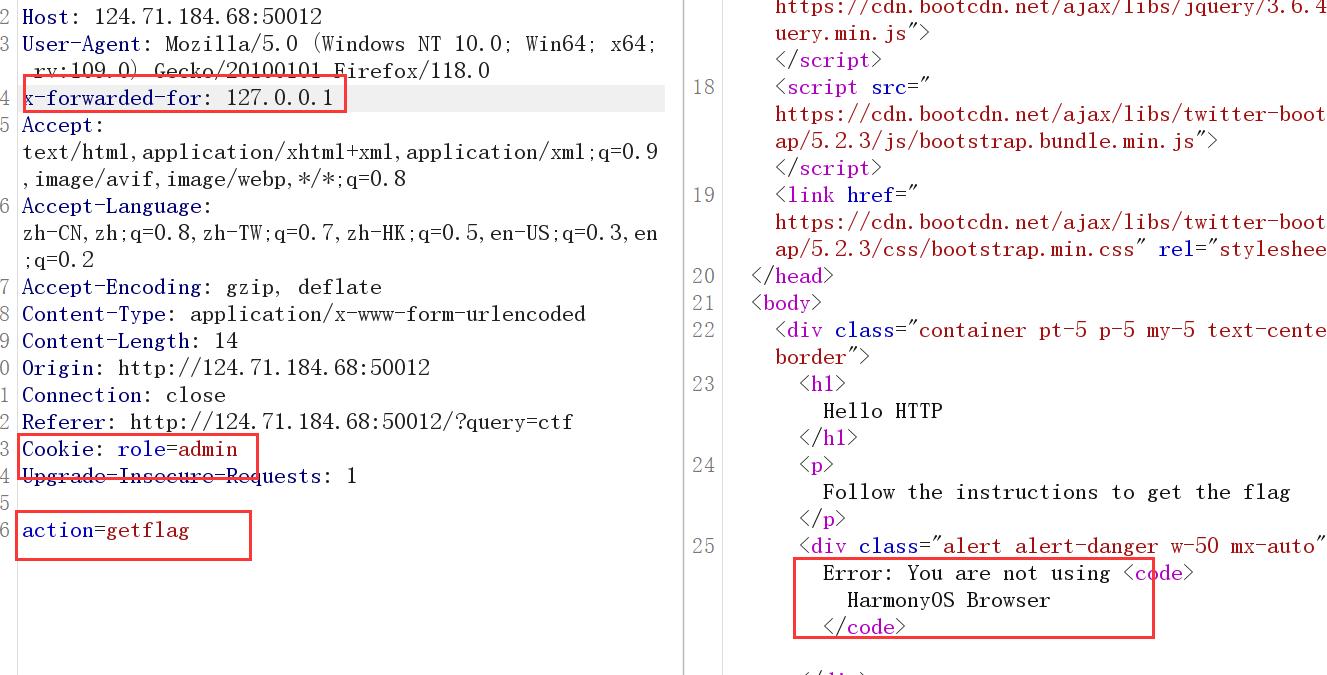 2 Host: 124.71.184.68:50012
3 User-Agent: Mozilla/5.0 (Windows NT 10.0; Win64; x64;
rv:109.0) Gecko/20100101 Firefox/118.0
4 x-forwarded-for: 127.0.0.1
5 Accept:
text/html,application/xhtml+xml,application/xml;q=0.9
,image/avif,image/webp,*/*;q=0.8
6 Accept-Language:
zh-CN,zh;q=0.8,zh-TW;q=0.7,zh-HK;q=0.5,en-US;q=0.3,en
;q=0.2
7 Accept-Encoding: gzip, deflate
8 Content-Type: application/x-www-form-urlencoded
9 Content-Length: 14
0 Origin: http://124.71.184.68:50012
1 Connection: close
2 Referer: http://124.71.184.68:50012/?query=ctf
3 Cookie: role=admin
4 Upgrade-Insecure-Requests: 1
5
6 action=getflag
https://cdn.bootcdn.net/ajax/libs/jquery/3.6.4
uery.min.js">
</script>
18 <script src="
https://cdn.bootcdn.net/ajax/libs/twitter-boot
ap/5.2.3/js/bootstrap.bundle.min.js">
</script>
19 <link href="
https://cdn.bootcdn.net/ajax/libs/twitter-boot
ap/5.2.3/css/bootstrap.min.css" rel="styleshee
20 </head>
21 <body>
22 <div class="container pt-5 p-5 my-5 text-cente
border">
23 <h1>
Hello HTTP
</h1>
24 <p>
Follow the instructions to get the flag
</p>
25 <div class="alert alert-danger w-50 mx-auto"
Error: You are not using <code>
HarmonyOS Browser
</code>
</div>